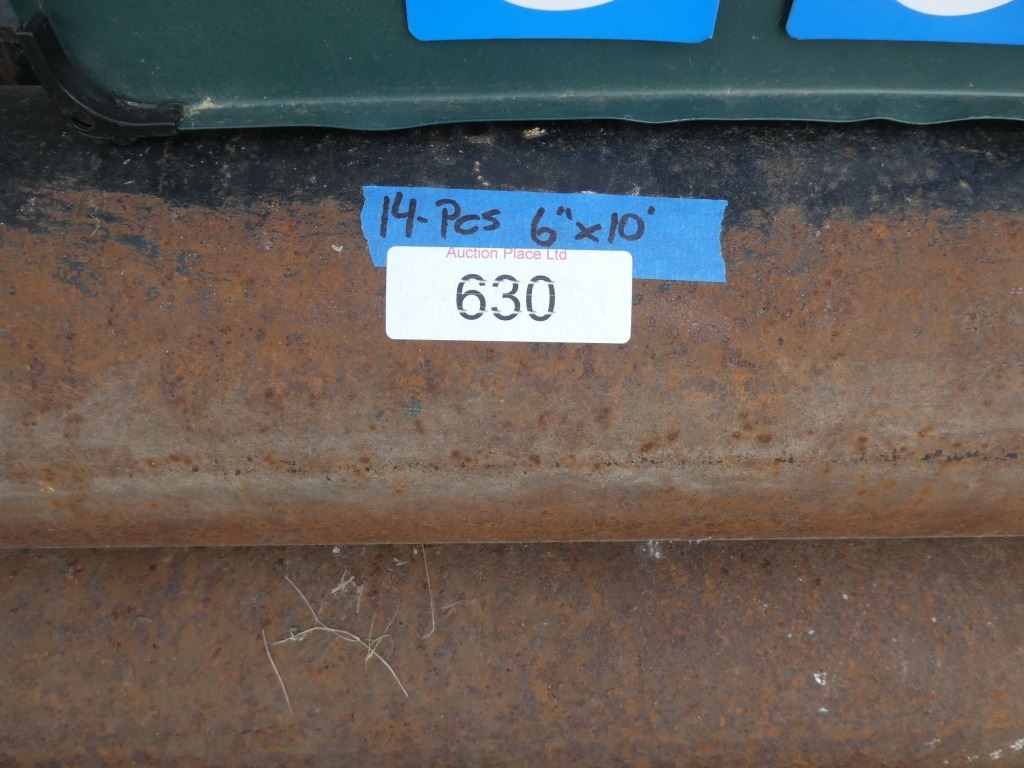 14-Pcs 6"x10'
Auction Place Ltd
630